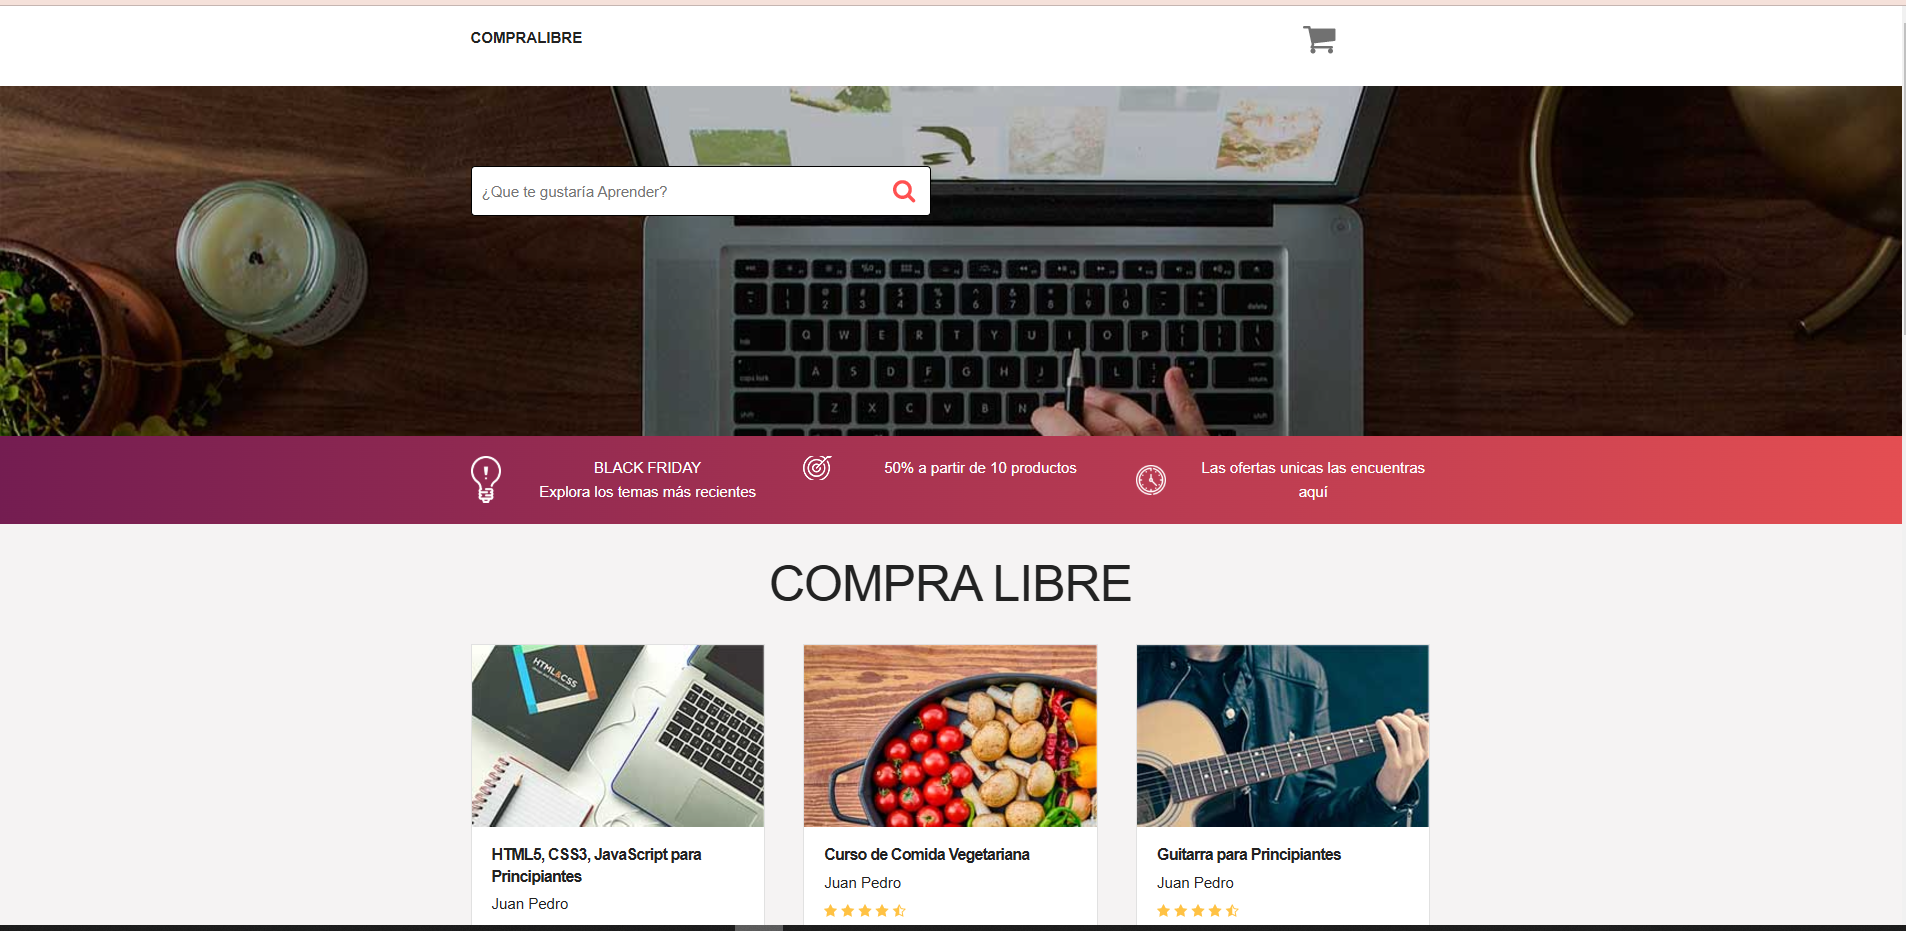 COMPRALIBRE
¿Que te gustaría Aprender?
BLACK FRIDAY
Explora los temas más recientes
50% a partir de 10 productos
Las ofertas unicas las encuentras
aquí
COMPRA LIBRE
HTML&CSS
HTML5, CSS3, JavaScript para
Principiantes
Juan Pedro
Curso de Comida Vegetariana
Juan Pedro
Guitarra para Principiantes
Juan Pedro